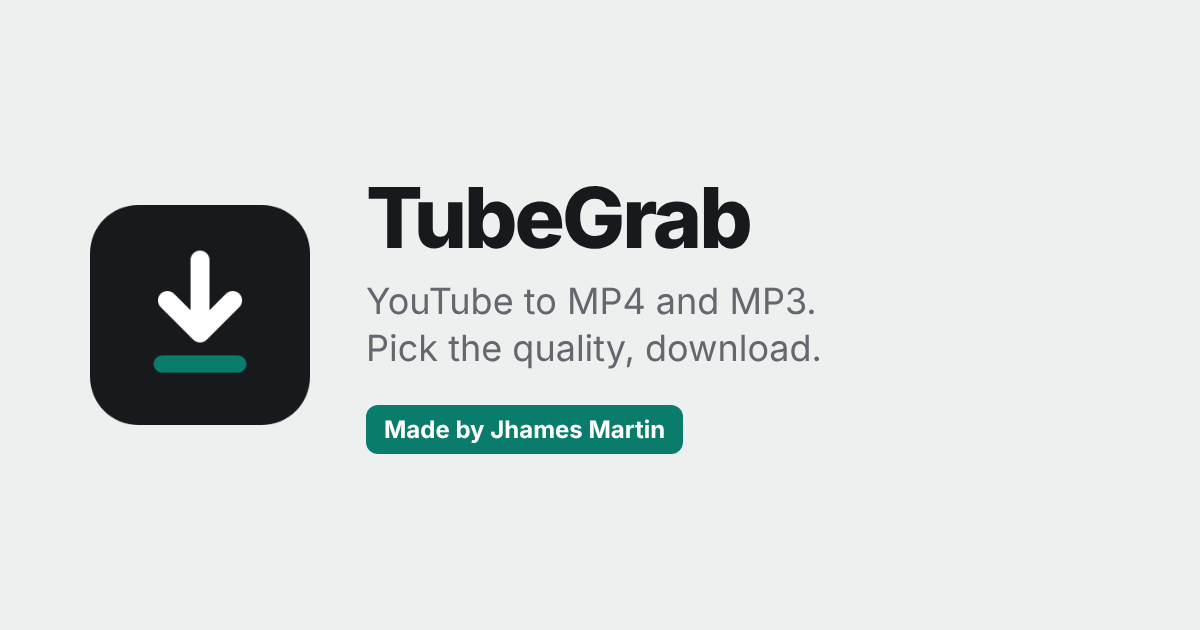 TubeGrab
YouTube to MP4 and MP3.
Pick the quality, download.
Made by Jhames Martin